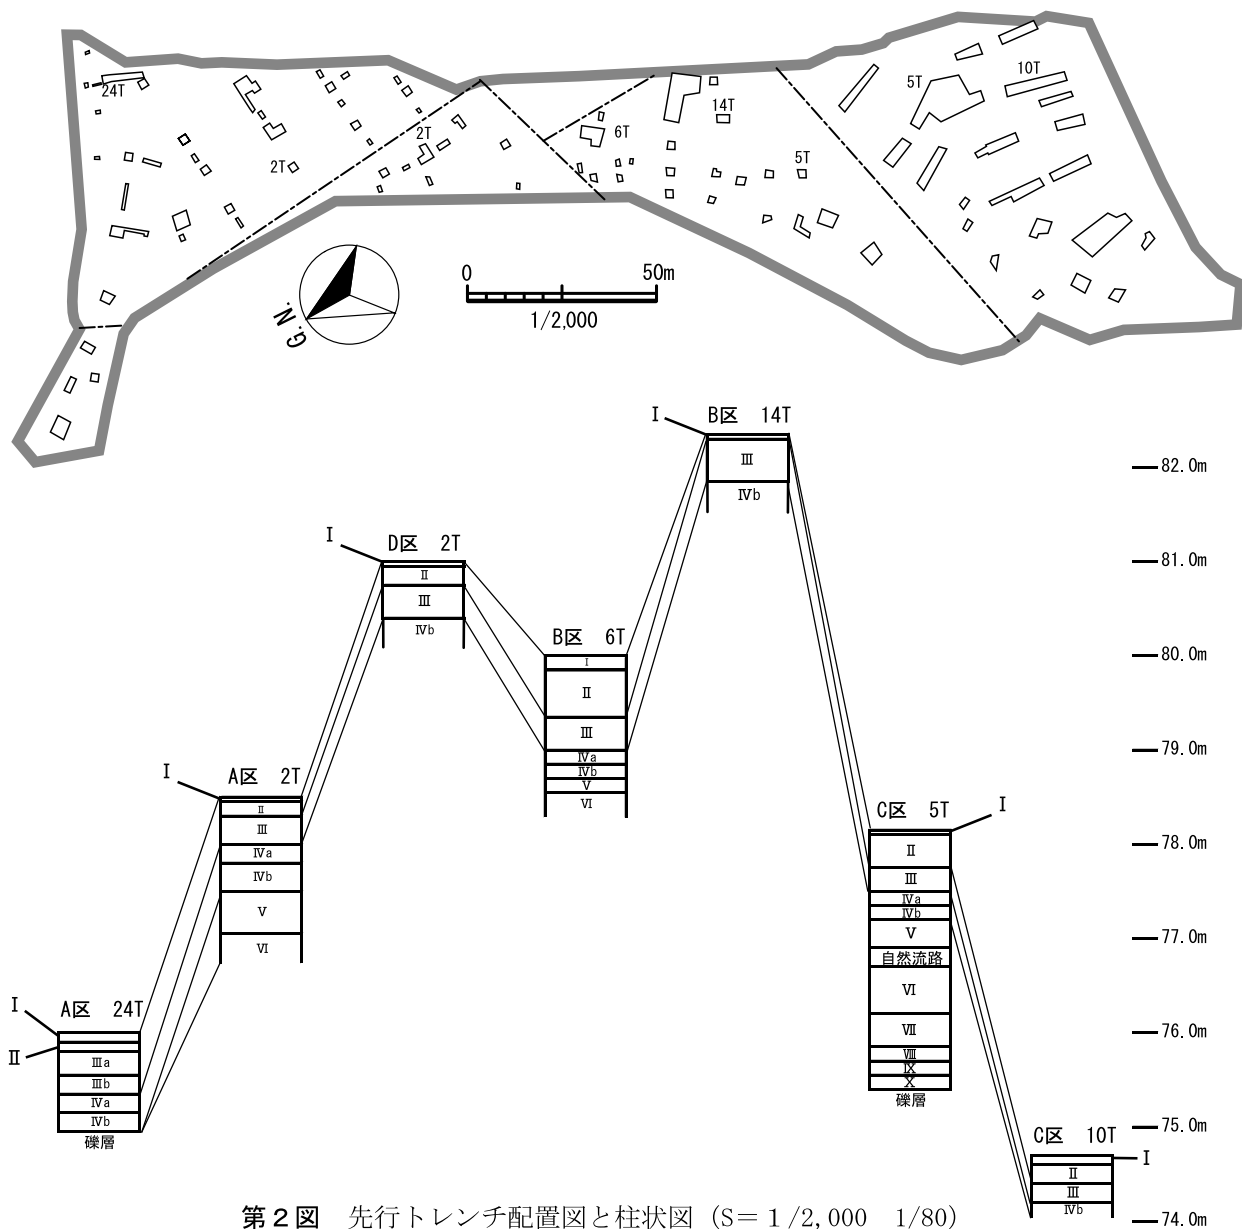 24T
2T
2T
6T
14T
5T
5T
10T
G.N.
0 50m
1/2,000
B区 14T
I
Ⅲ
Ⅳb
82.0m
D区 2T
I
Ⅱ
Ⅲ
Ⅳb
81.0m
B区 6T
I
Ⅱ
Ⅲ
Ⅳa
Ⅳb
Ⅴ
Ⅵ
80.0m
79.0m
A区 2T
I
Ⅱ
Ⅲ
Ⅳa
Ⅳb
Ⅴ
Ⅵ
C区 5T
I
Ⅱ
Ⅲ
Ⅳa
Ⅳb
Ⅴ
自然流路
Ⅵ
Ⅶ
Ⅷ
Ⅸ
Ⅹ
礫層
78.0m
77.0m
76.0m
A区 24T
I
Ⅱ
Ⅲa
Ⅲb
Ⅳa
Ⅳb
礫層
75.0m
C区 10T
I
Ⅱ
Ⅲ
Ⅳb
74.0m
第2図 先行トレンチ配置図と柱状図 (S=1/2,000 1/80)